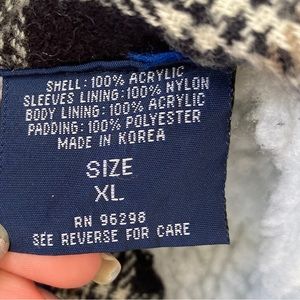 SHELL: 100% ACRYLIC
SLEEVES LINING: 100% NYLON
BODY LINING: 100% ACRYLIC
PADDING: 100% POLYESTER
MADE IN KOREA
SIZE
XL
RN 96298
SEE REVERSE FOR CARE